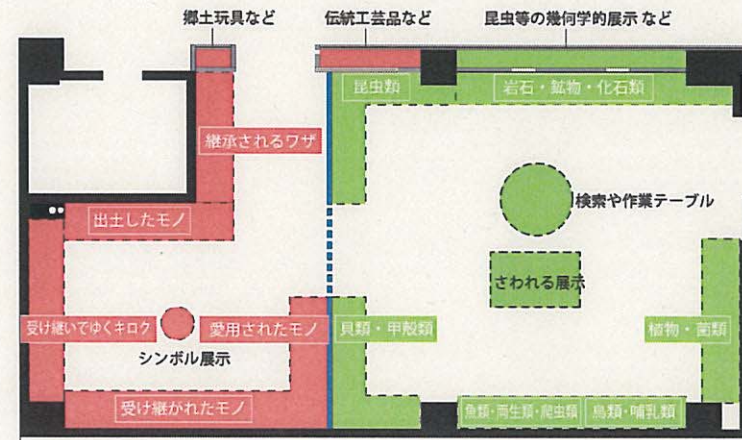 郷土玩具など
伝統工芸品など
昆虫等の幾何学的展示 など
昆虫類
岩石・鉱物・化石類
継承されるワザ
検索や作業テーブル
出土したモノ
さわれる展示
受け継いでゆくキロク
愛用されたモノ
貝類・甲殻類
植物・菌類
シンボル展示
受け継がれたモノ
魚類・両生類・爬虫類
鳥類・哺乳類